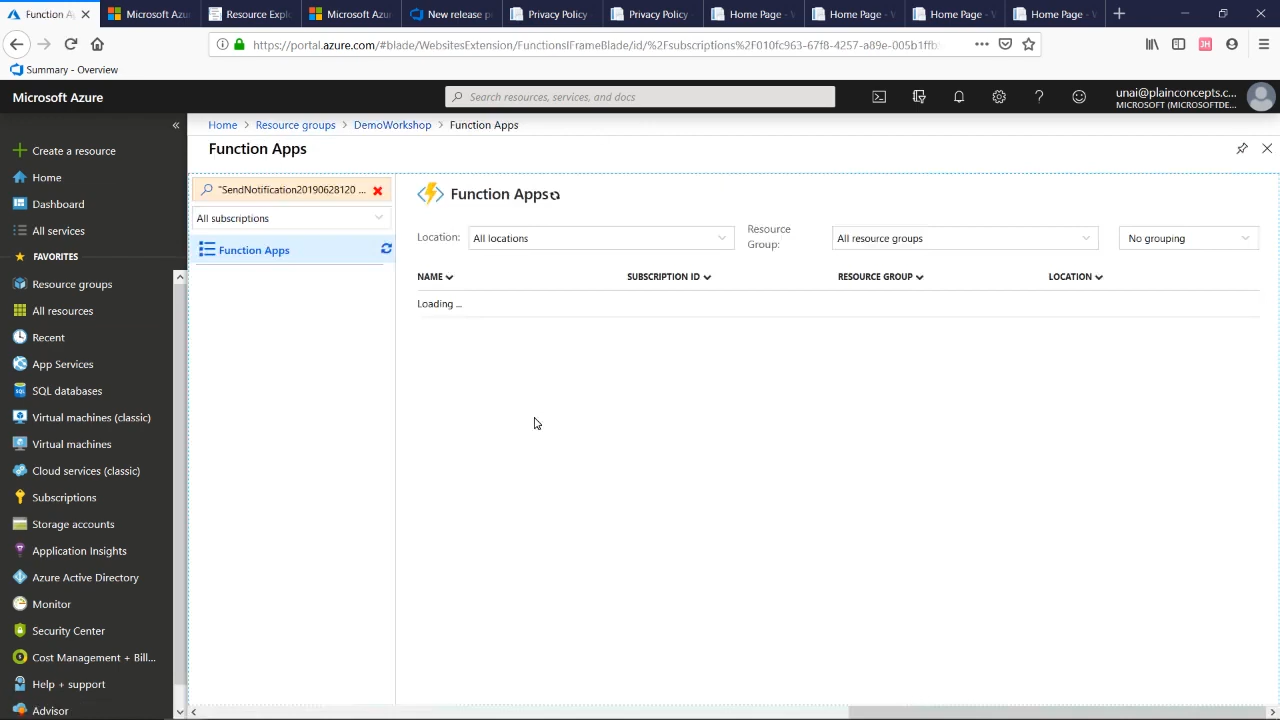 Function A
Microsoft Azu
Resource Expl
Microsoft Azu
New release p
Privacy Policy
Privacy Policy
Home Page -
Home Page -
Home Page -
Home Page -
https://portal.azure.com/#blade/WebsitesExtension/FunctionsIFrameBlade/id/%2Fsubscriptions%2F010fc963-67f8-4257-a89e-005b1ffb
Summary - Overview
Microsoft Azure
Search resources, services, and docs
unai@plainconcepts.c...
MICROSOFT (MICROSOFTDE...
Home > Resource groups > DemoWorkshop > Function Apps
Function Apps
Create a resource
Home
Dashboard
All services
FAVORITES
Resource groups
All resources
Recent
App Services
SQL databases
Virtual machines (classic)
Virtual machines
Cloud services (classic)
Subscriptions
Storage accounts
Application Insights
Azure Active Directory
Monitor
Security Center
Cost Management + Bill...
Help + support
Advisor
"SendNotification20190628120 ...
All subscriptions
Function Apps
Function Apps
Location:
All locations
Resource
Group:
All resource groups
No grouping
NAME SUBSCRIPTION ID RESOURCE GROUP LOCATION
Loading ...